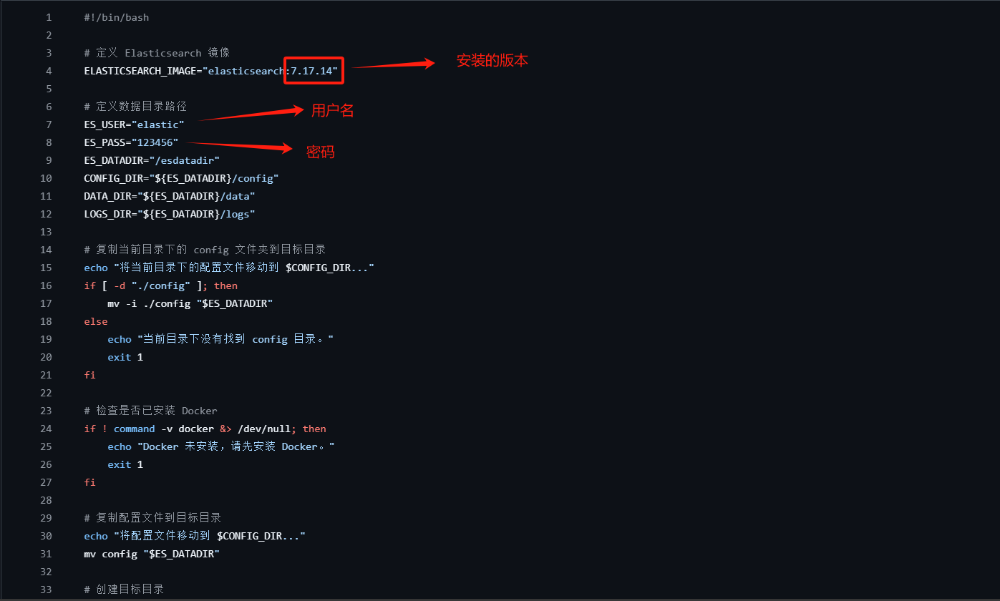 1 #!/bin/bash
2
3 # 定义 Elasticsearch 镜像
4 ELASTICSEARCH_IMAGE="elasticsearch:7.17.14" 安装的版本
5
6 # 定义数据目录路径
7 ES_USER="elastic" 用户名
8 ES_PASS="123456" 密码
9 ES_DATADIR="/esdatadir"
10 CONFIG_DIR="${ES_DATADIR}/config"
11 DATA_DIR="${ES_DATADIR}/data"
12 LOGS_DIR="${ES_DATADIR}/logs"
13
14 # 复制当前目录下的 config 文件夹到目标目录
15 echo "将当前目录下的配置文件移动到 $CONFIG_DIR..."
16 if [ -d "./config" ]; then
17     mv -i ./config "$ES_DATADIR"
18 else
19     echo "当前目录下没有找到 config 目录。"
20     exit 1
21 fi
22
23 # 检查是否已安装 Docker
24 if ! command -v docker &> /dev/null; then
25     echo "Docker 未安装，请先安装 Docker。"
26     exit 1
27 fi
28
29 # 复制配置文件到目标目录
30 echo "将配置文件移动到 $CONFIG_DIR..."
31 mv config "$ES_DATADIR"
32
33 # 创建目标目录